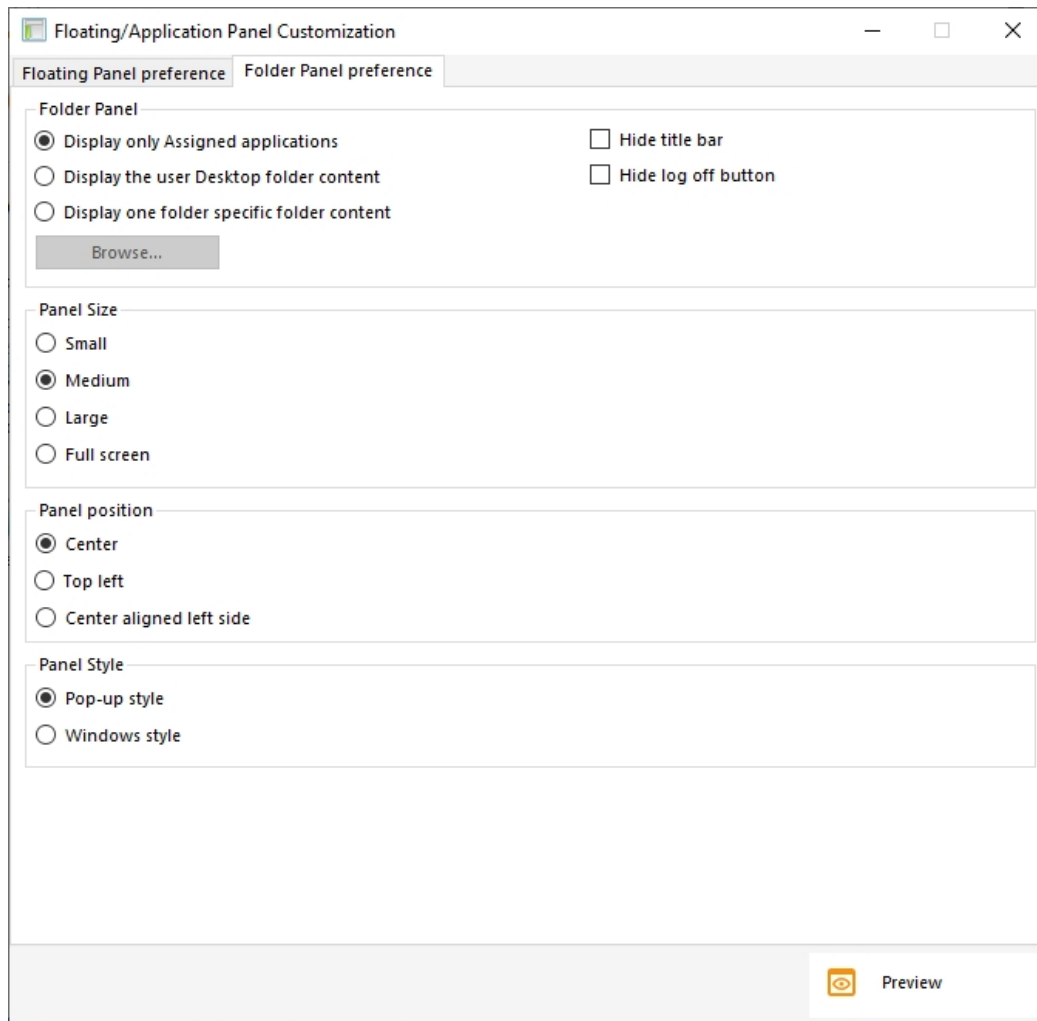 Floating/Application Panel Customization
Floating Panel preference Folder Panel preference
Folder Panel
Display only Assigned applications Hide title bar
Display the user Desktop folder content Hide log off button
Display one folder specific folder content
Browse...
Panel Size
Small
Medium
Large
Full screen
Panel position
Center
Top left
Center aligned left side
Panel Style
Pop-up style
Windows style
Preview